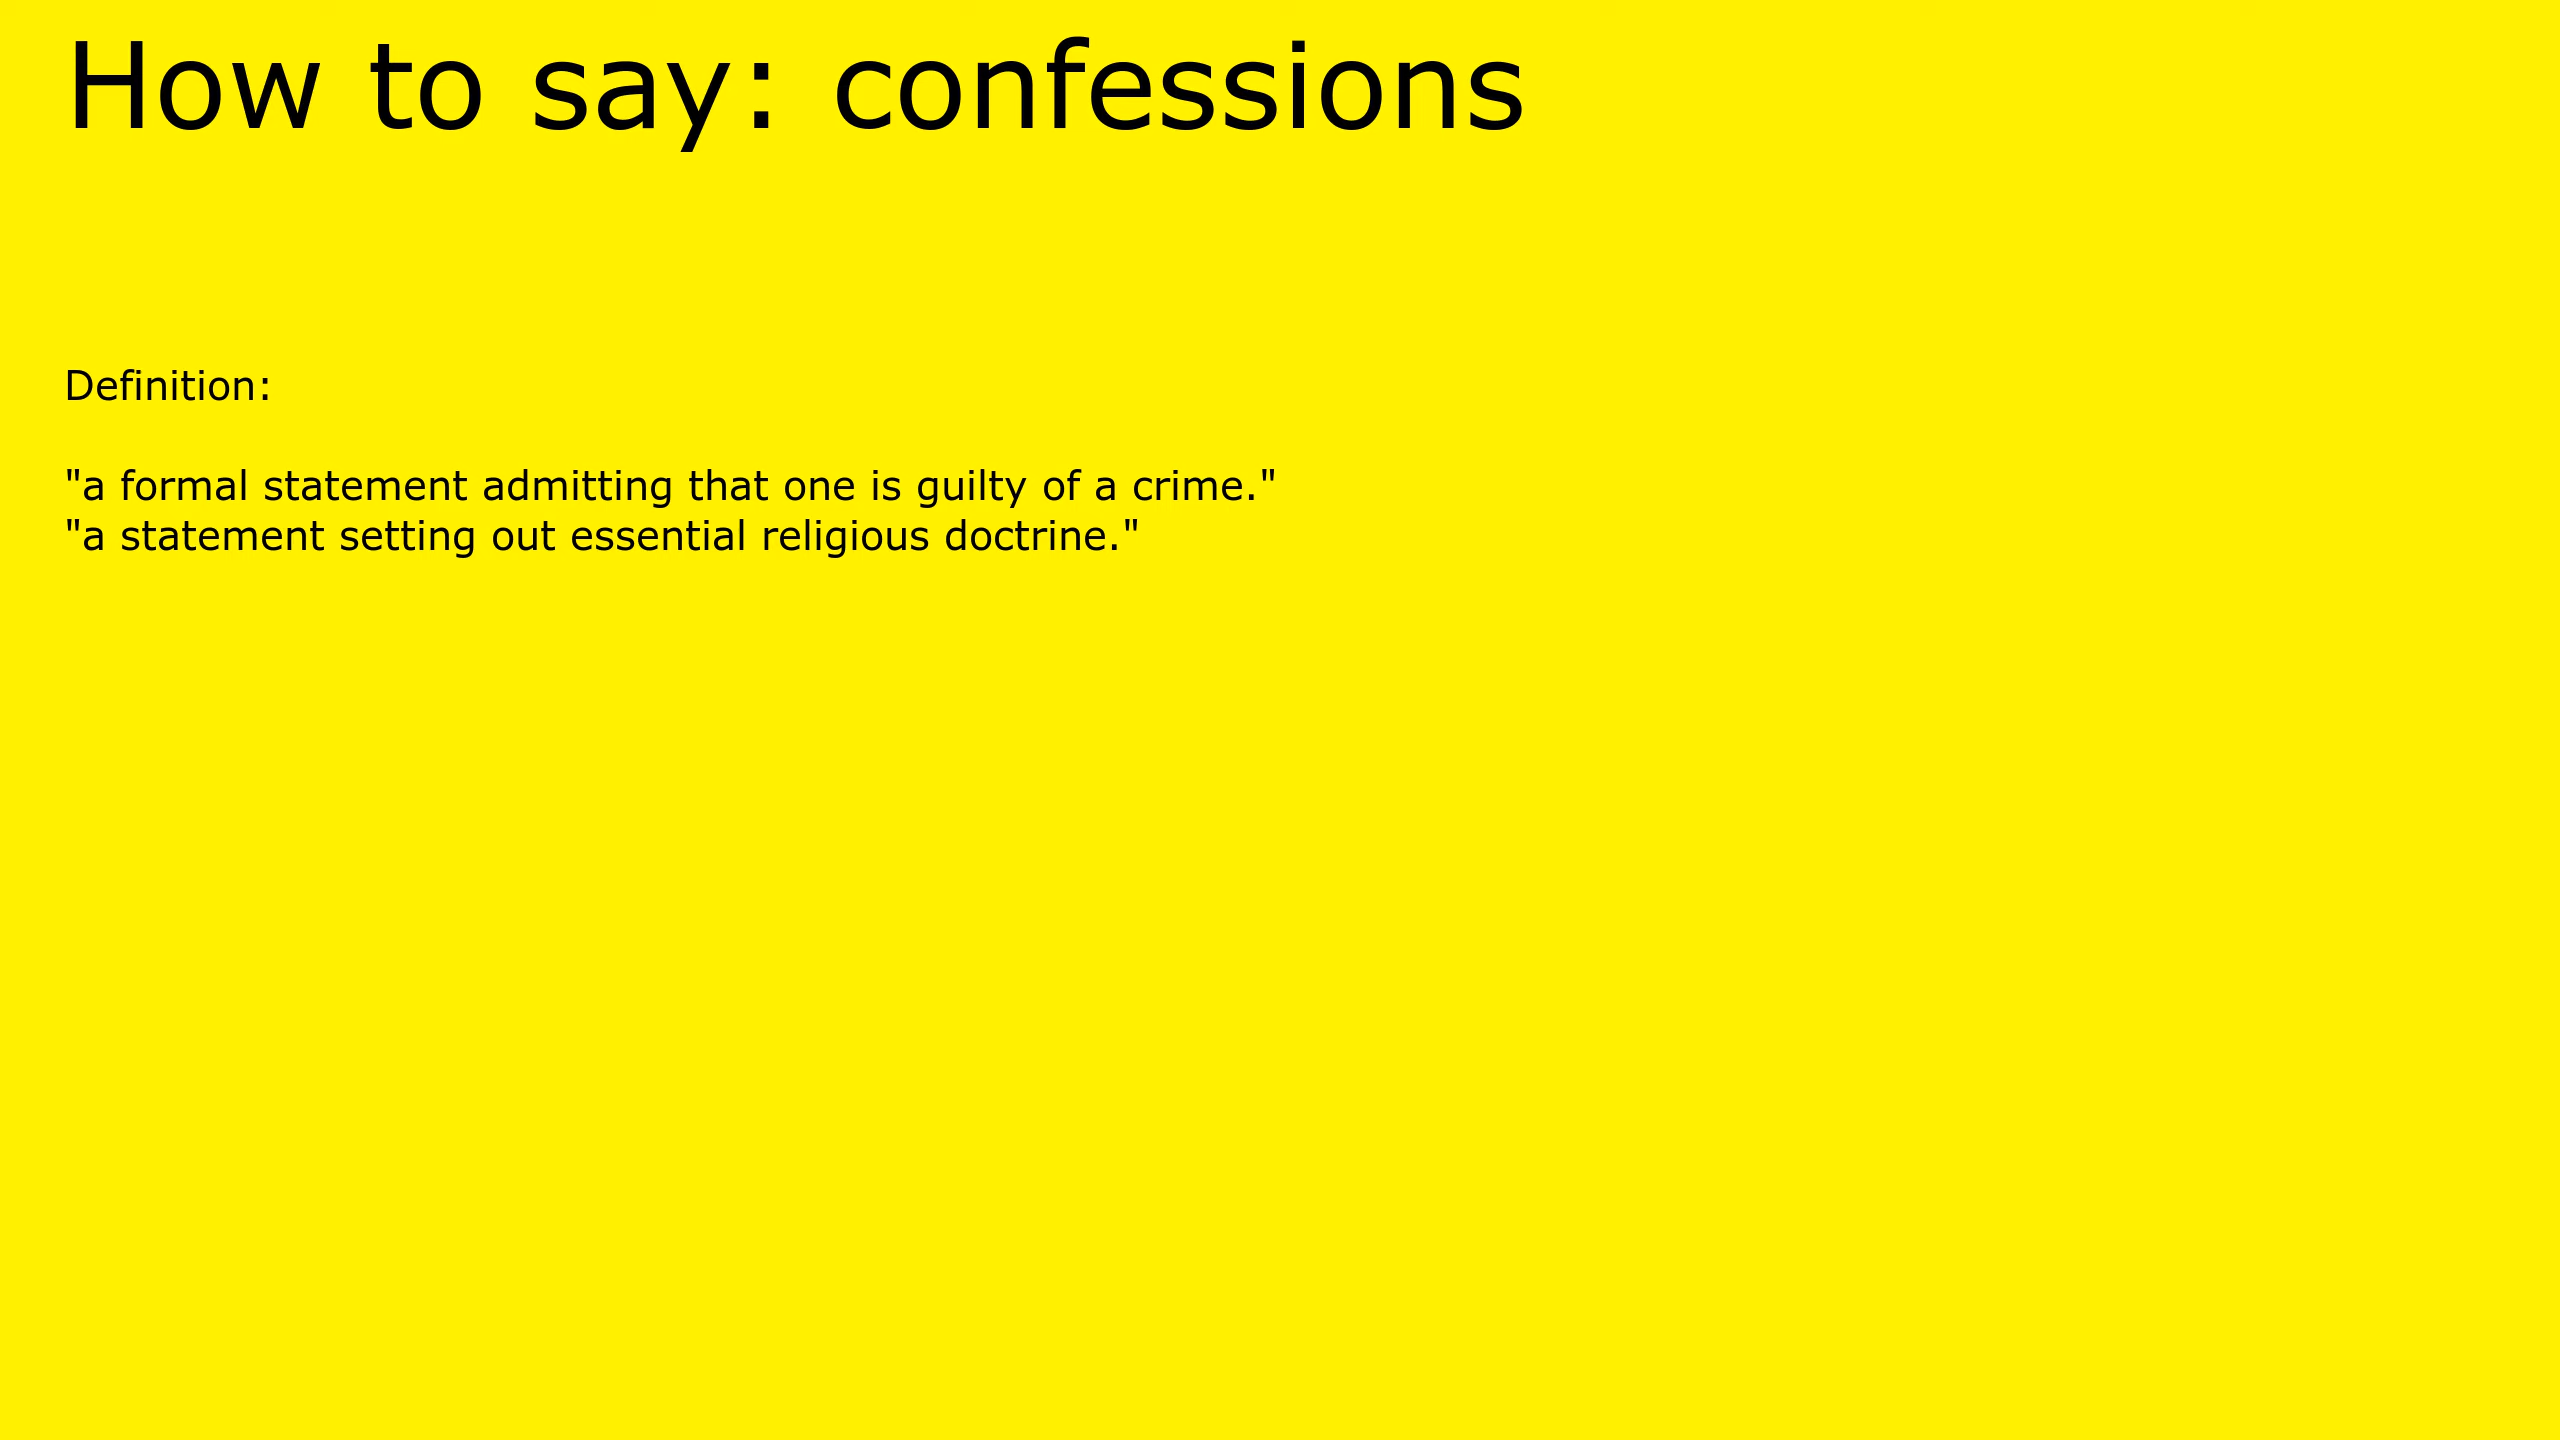 How to say: confessions
Definition:
"a formal statement admitting that one is guilty of a crime."
"a statement setting out essential religious doctrine."